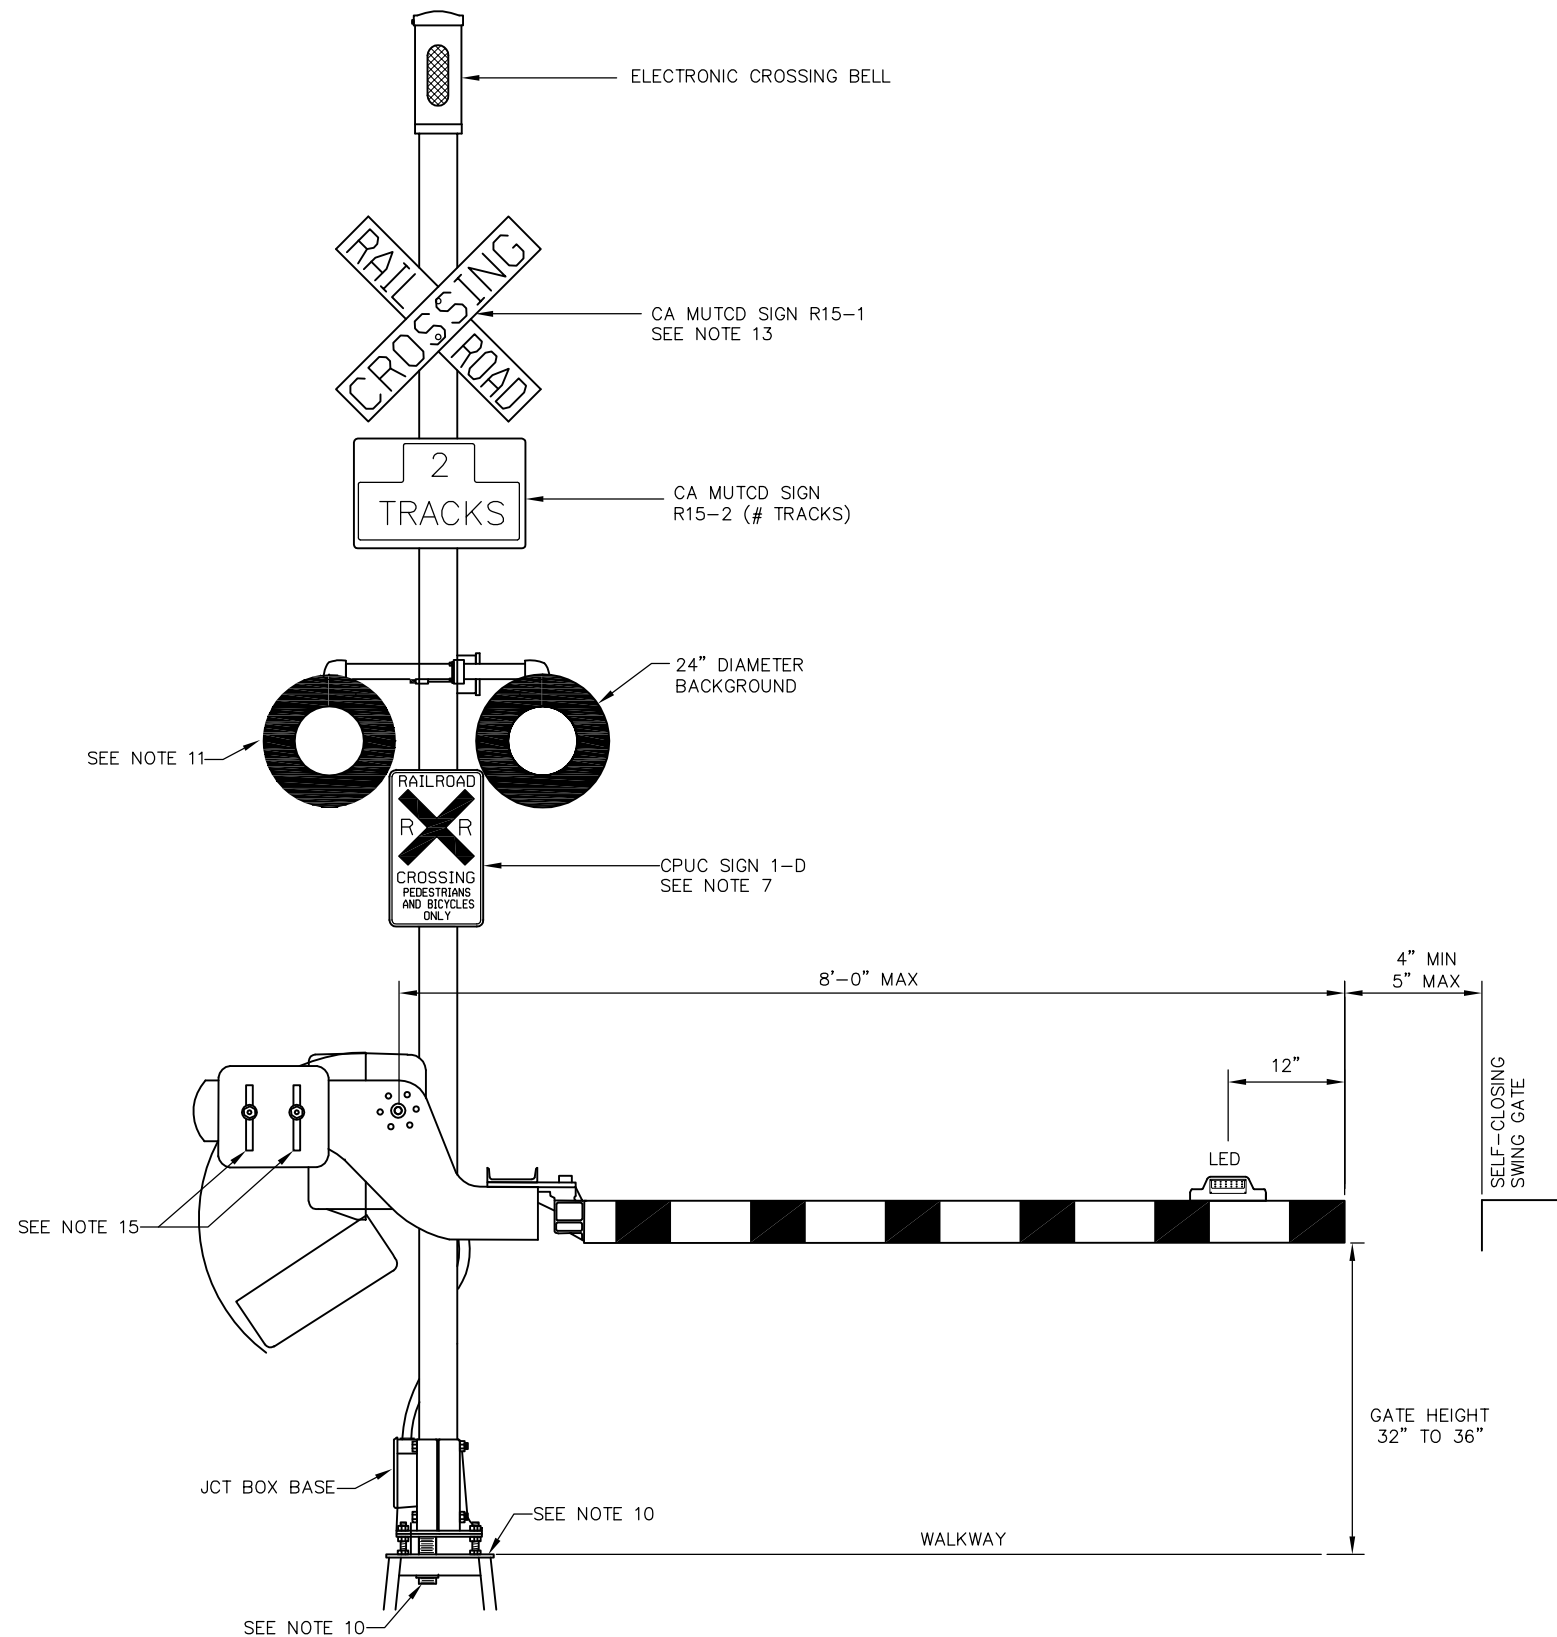 ELECTRONIC CROSSING BELL
RAIL ROAD
CROSSING
CA MUTCD SIGN R15-1
SEE NOTE 13
2
TRACKS
CA MUTCD SIGN
R15-2 (# TRACKS)
24" DIAMETER
BACKGROUND
SEE NOTE 11
RAILROAD
R R
CROSSING
PEDESTRIANS
AND BICYCLES
ONLY
CPUC SIGN 1-D
SEE NOTE 7
8'-0" MAX
4" MIN
5" MAX
12"
SELF-CLOSING
SWING GATE
LED
SEE NOTE 15
GATE HEIGHT
32" TO 36"
JCT BOX BASE
SEE NOTE 10
WALKWAY
SEE NOTE 10